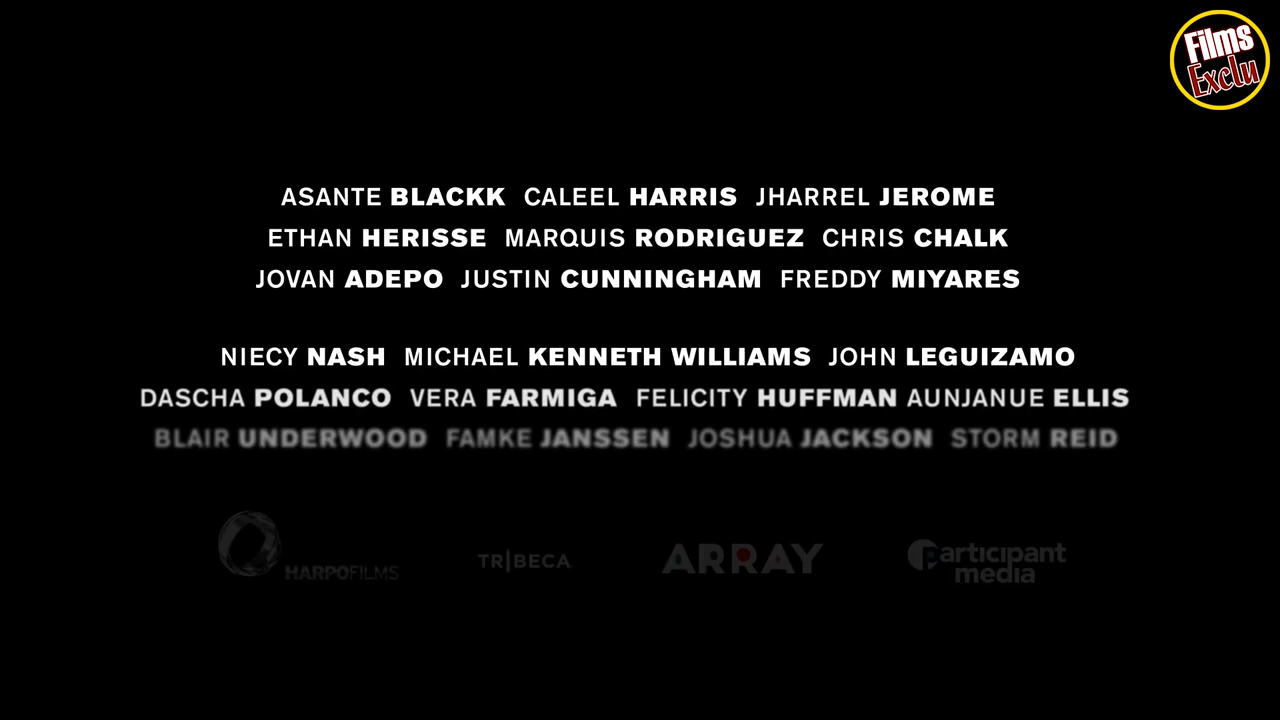 Films
Exclu
ASANTE BLACKK CALEEL HARRIS JHARREL JEROME
ETHAN HERISSE MARQUIS RODRIGUEZ CHRIS CHALK
JOVAN ADEPO JUSTIN CUNNINGHAM FREDDY MIYARES
NIECY NASH MICHAEL KENNETH WILLIAMS JOHN LEGUIZAMO
DASCHA POLANCO VERA FARMIGA FELICITY HUFFMAN AUNJANUE ELLIS
BLAIR UNDERWOOD FAMKE JANSSEN JOSHUA JACKSON STORM REID
HARPOFILMS TR|BECA ARRAY participant
media